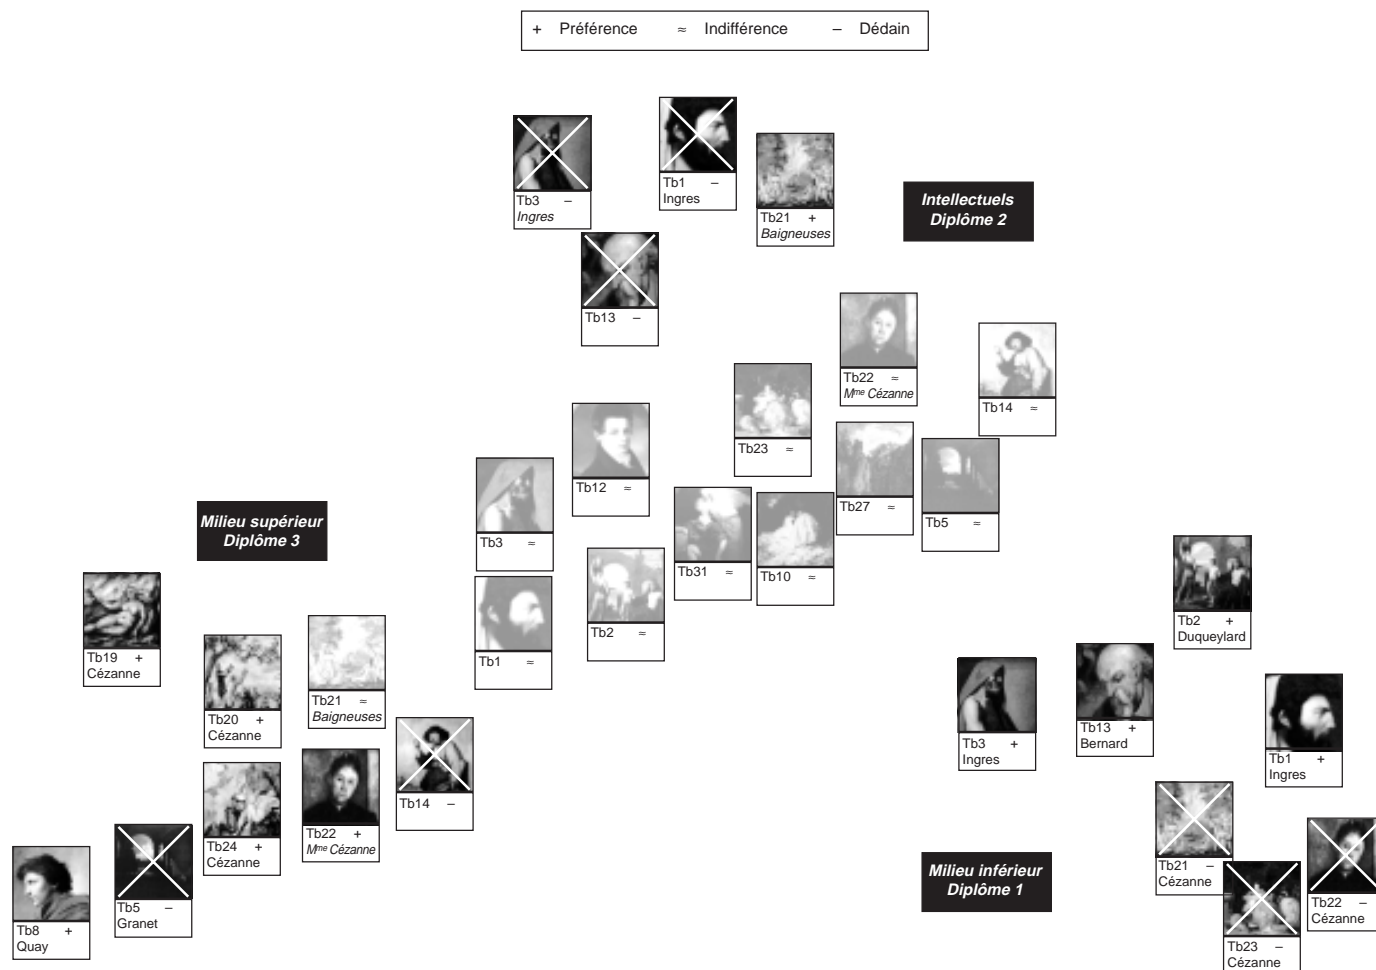 + Préférence ≈ Indifférence – Dédain
Tb3 –
Ingres
Tb1 –
Ingres
Tb21 +
Baigneuses
Intellectuels
Diplôme 2
Tb13 –
Tb22 ≈
Mme Cézanne
Tb14 ≈
Tb23 ≈
Tb12 ≈
Tb27 ≈
Tb5 ≈
Tb3 ≈
Tb31 ≈
Tb10 ≈
Milieu supérieur
Diplôme 3
Tb2 ≈
Tb1 ≈
Tb19 +
Cézanne
Tb20 +
Cézanne
Tb21 ≈
Baigneuses
Tb14 –
Tb24 +
Cézanne
Tb22 +
Mme Cézanne
Tb5 –
Granet
Tb8 +
Quay
Tb2 +
Duqueylard
Tb3 +
Ingres
Tb13 +
Bernard
Tb1 +
Ingres
Tb21 –
Cézanne
Milieu inférieur
Diplôme 1
Tb22 –
Cézanne
Tb23 –
Cézanne